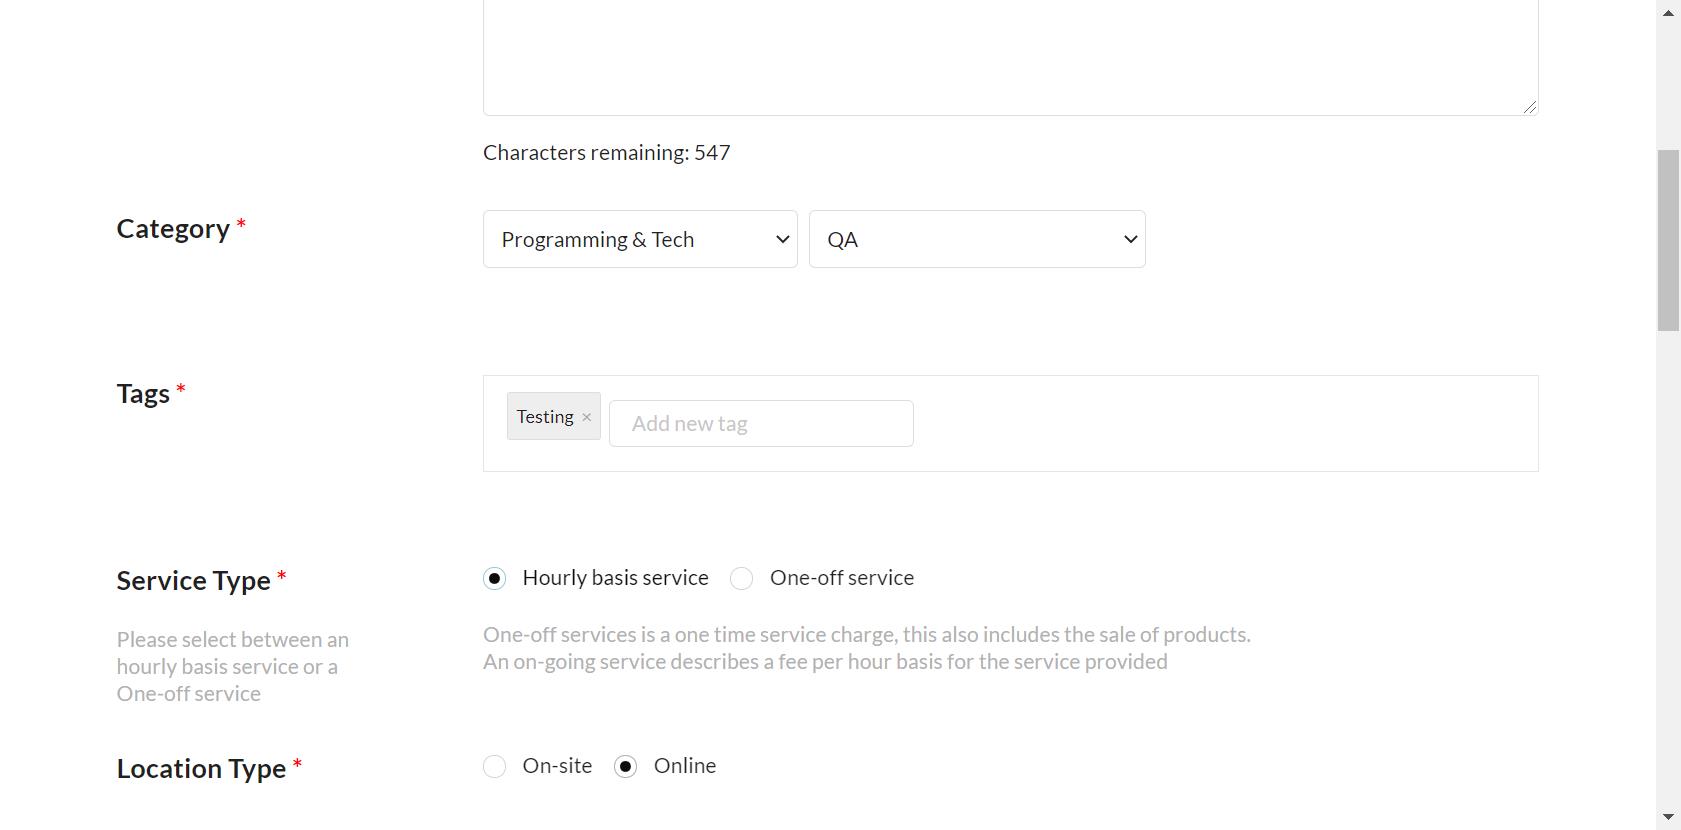 Characters remaining: 547
Category *
Programming & Tech
QA
Tags *
Testing ×
Add new tag
Service Type *
Hourly basis service
One-off service
Please select between an
hourly basis service or a
One-off service
One-off services is a one time service charge, this also includes the sale of products.
An on-going service describes a fee per hour basis for the service provided
Location Type *
On-site
Online